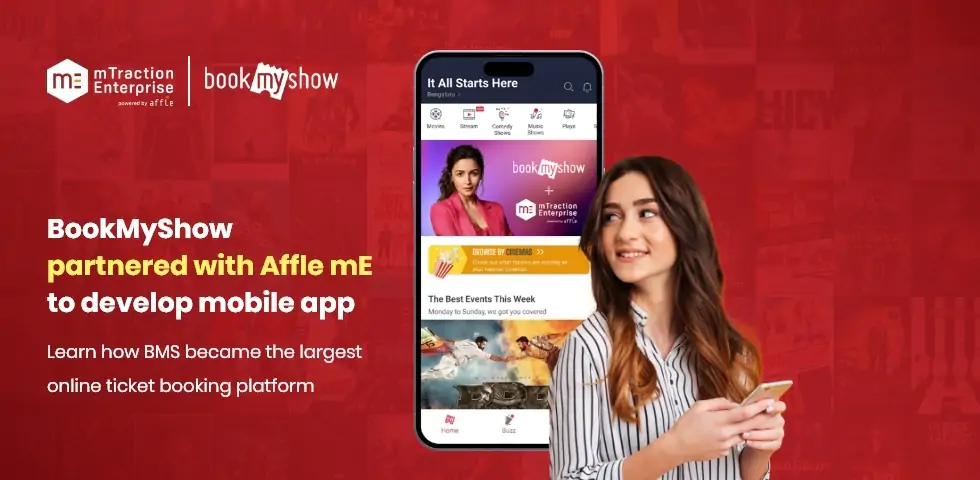 mE mTraction
Enterprise
powered by affle
bookmyshow
BookMyShow
partnered with Affle mE
to develop mobile app
Learn how BMS became the largest
online ticket booking platform
It All Starts Here
Bengaluru
Movies
Stream
Comedy
Shows
Music
Shows
Plays
bookmyshow
+
mE mTraction
Enterprise
BROWSE BY CINEMAS >>
The Best Events This Week
Monday to Sunday, we got you covered
my
Home
Buzz